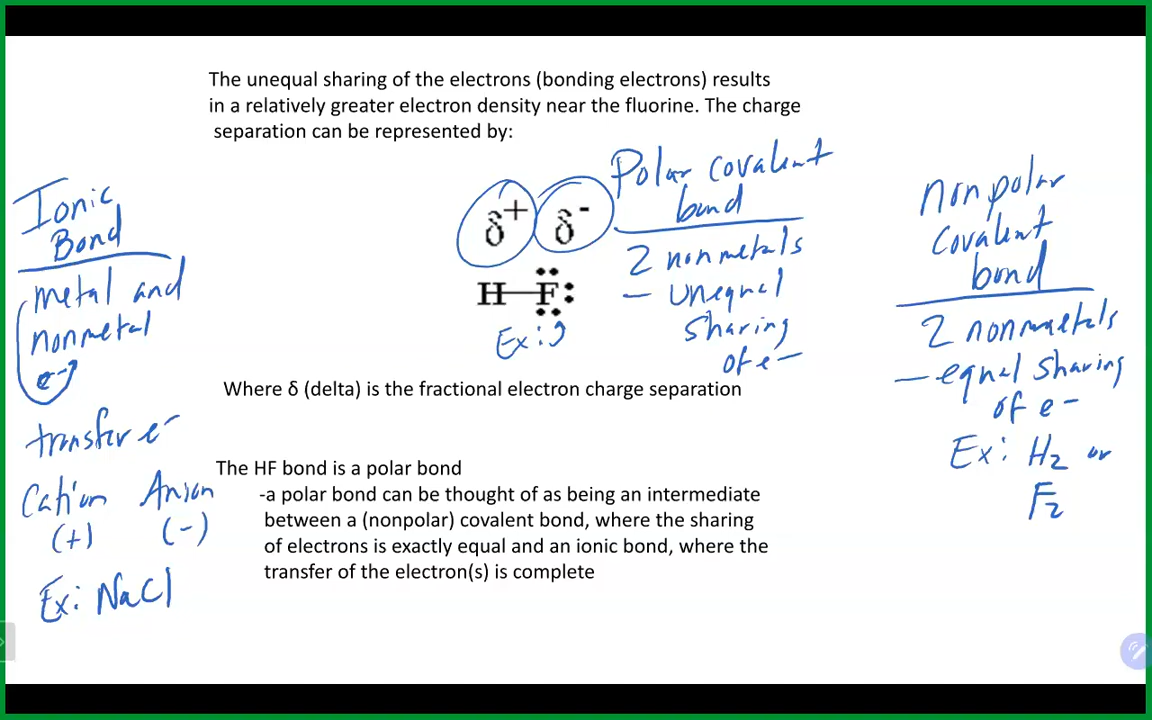 The unequal sharing of the electrons (bonding electrons) results
in a relatively greater electron density near the fluorine. The charge
separation can be represented by:
Ionic
Bond
metal and
nonmetal
e-
transfer e-
Cation Anion
(+) (-)
Ex: NaCl
δ+ δ-
H—F
Ex:
Polar covalent
bond
2 nonmetals
- Unequal
sharing
of e-
nonpolar
covalent
bond
2 nonmetals
- equal sharing
of e-
Ex: H2 or
F2
Where δ (delta) is the fractional electron charge separation
The HF bond is a polar bond
-a polar bond can be thought of as being an intermediate
between a (nonpolar) covalent bond, where the sharing
of electrons is exactly equal and an ionic bond, where the
transfer of the electron(s) is complete